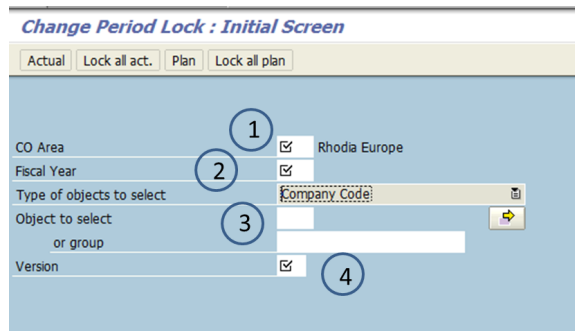 Change Period Lock : Initial Screen
Actual Lock all act. Plan Lock all plan
1
CO Area Rhodia Europe
Fiscal Year 2
Type of objects to select Company Code
Object to select 3
or group
Version 4